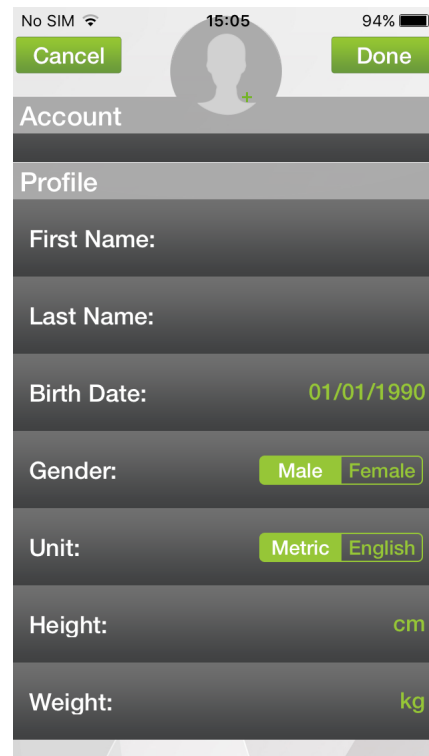 No SIM 15:05 94%
Cancel Done
Account
Profile
First Name:
Last Name:
Birth Date: 01/01/1990
Gender: Male Female
Unit: Metric English
Height: cm
Weight: kg